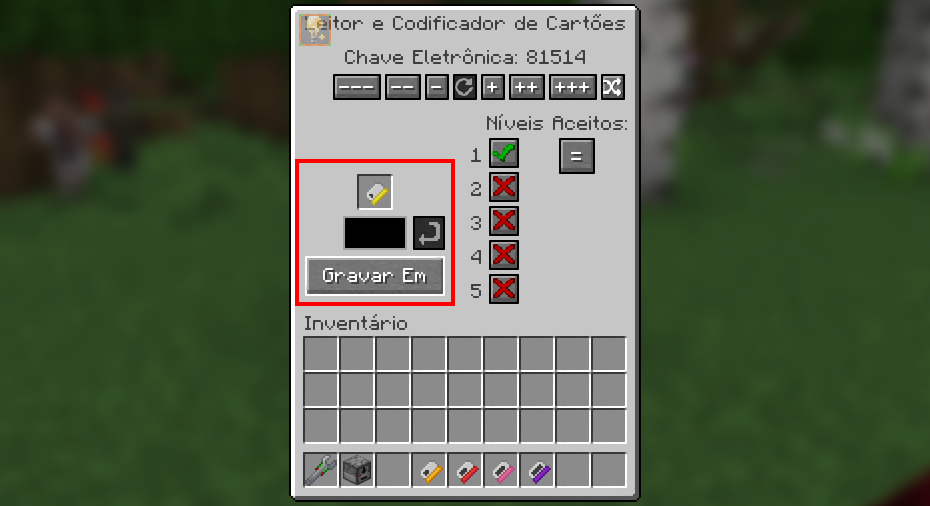 Leitor e Codificador de Cartões
Chave Eletrônica: 81514
--- -- - + ++ +++
Níveis Aceitos:
1 =
2
3
4
5
Gravar Em
Inventário